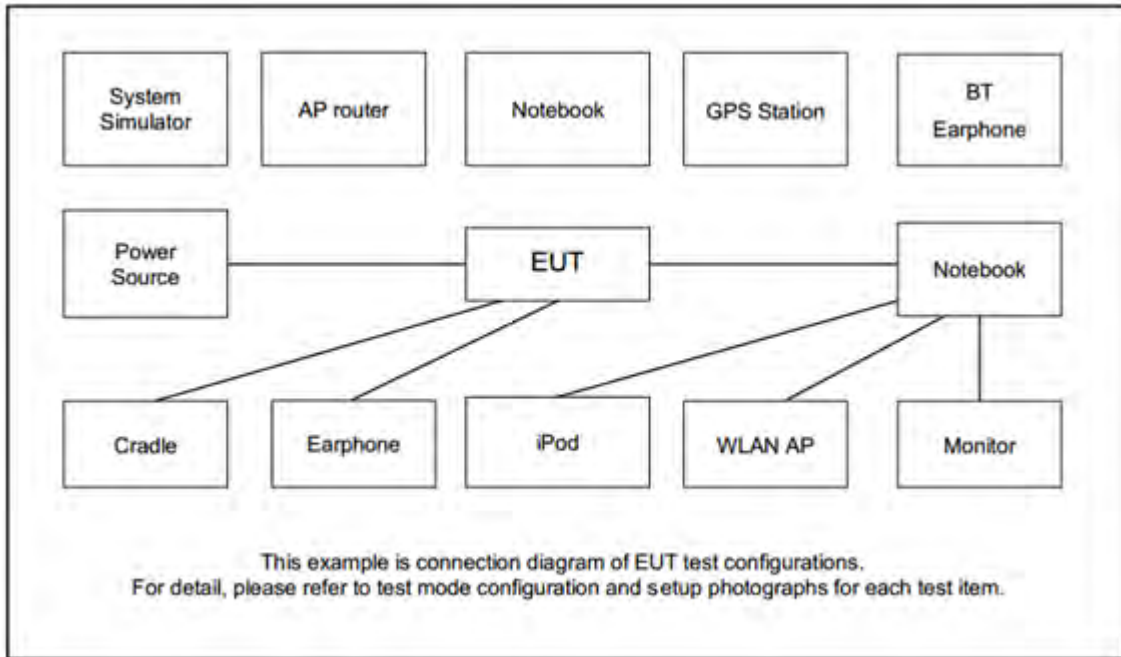 System
Simulator
AP router
Notebook
GPS Station
BT
Earphone
Power
Source
EUT
Notebook
Cradle
Earphone
iPod
WLAN AP
Monitor
This example is connection diagram of EUT test configurations.
For detail, please refer to test mode configuration and setup photographs for each test item.